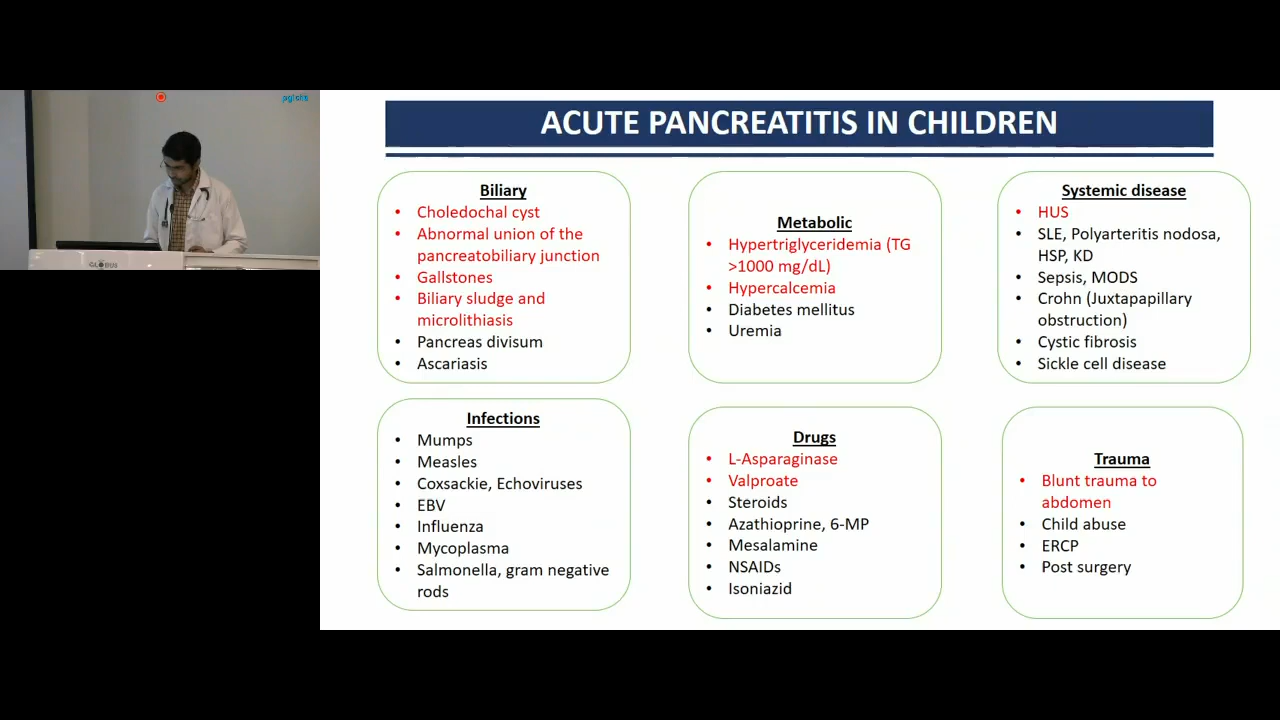 pgichs
GLOBUS
ACUTE PANCREATITIS IN CHILDREN
Biliary
• Choledochal cyst
• Abnormal union of the
pancreatobiliary junction
• Gallstones
• Biliary sludge and
microlithiasis
• Pancreas divisum
• Ascariasis
Metabolic
• Hypertriglyceridemia (TG
>1000 mg/dL)
• Hypercalcemia
• Diabetes mellitus
• Uremia
Systemic disease
• HUS
• SLE, Polyarteritis nodosa,
HSP, KD
• Sepsis, MODS
• Crohn (Juxtapapillary
obstruction)
• Cystic fibrosis
• Sickle cell disease
Infections
• Mumps
• Measles
• Coxsackie, Echoviruses
• EBV
• Influenza
• Mycoplasma
• Salmonella, gram negative
rods
Drugs
• L-Asparaginase
• Valproate
• Steroids
• Azathioprine, 6-MP
• Mesalamine
• NSAIDs
• Isoniazid
Trauma
• Blunt trauma to
abdomen
• Child abuse
• ERCP
• Post surgery